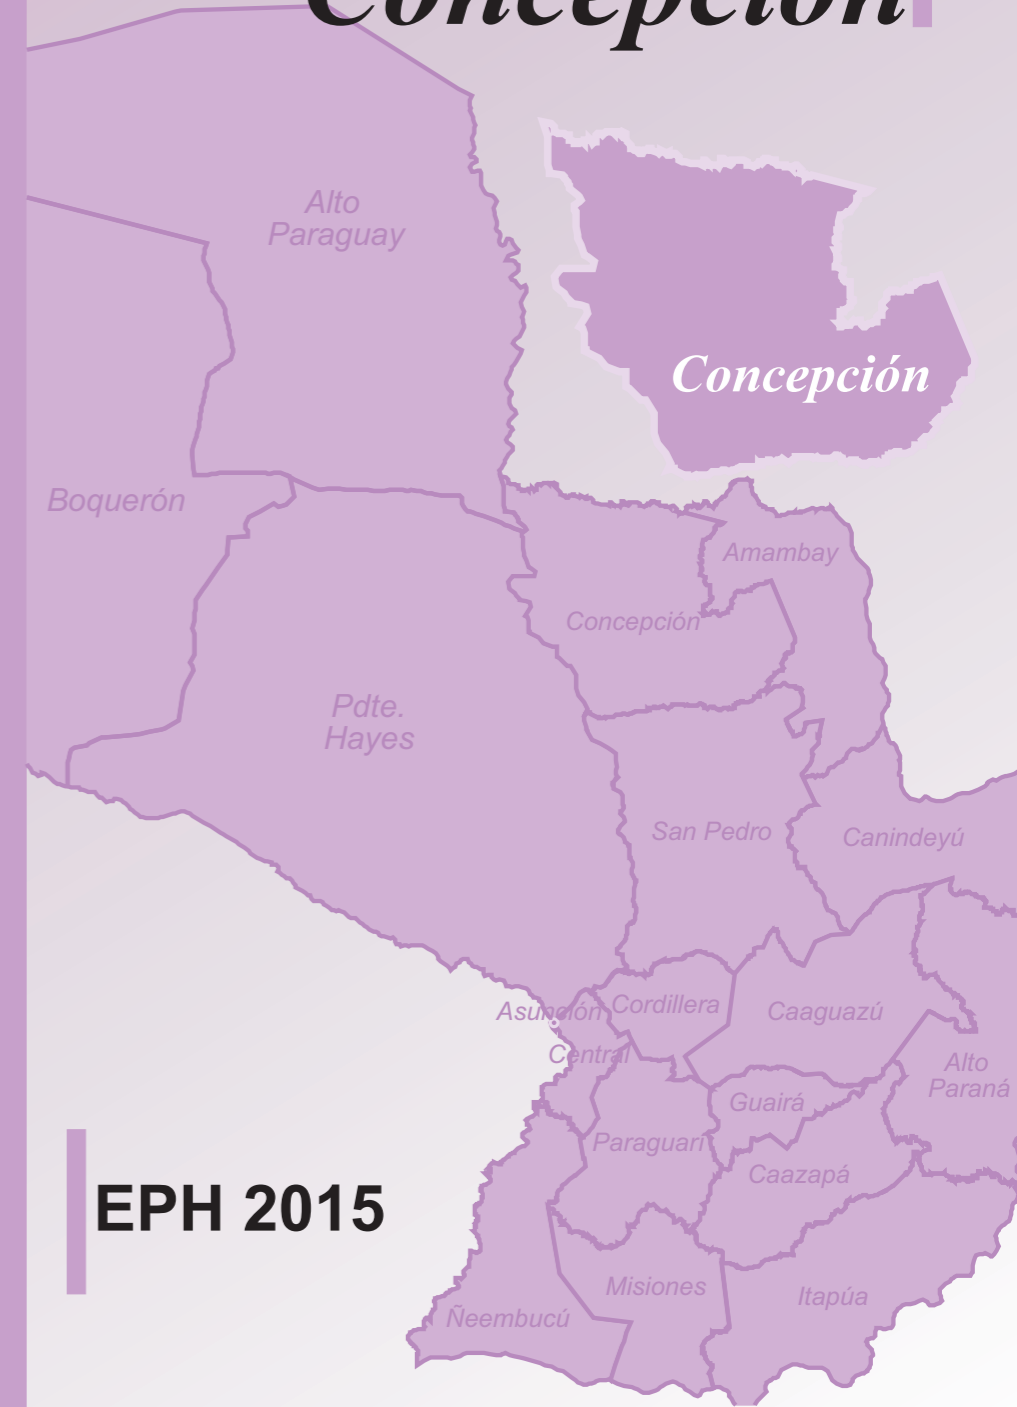 Concepción
Alto
Paraguay
Concepción
Boquerón
Amambay
Concepción
Pdte.
Hayes
San Pedro
Canindeyú
Asunción
Cordillera
Caaguazú
Central
Alto
Paraná
Guairá
Paraguarí
Caazapá
EPH 2015
Misiones
Itapúa
Ñeembucú